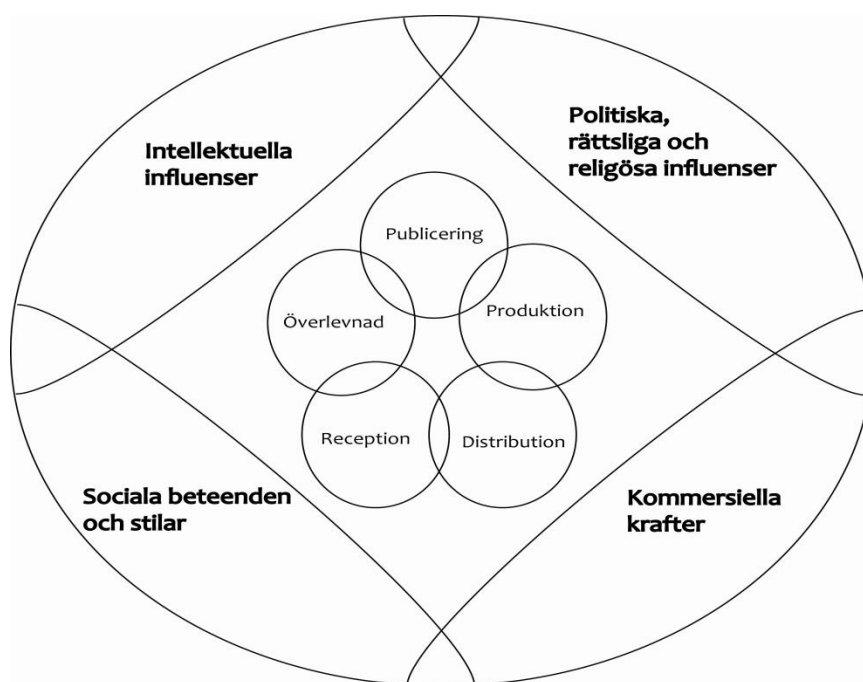 Intellektuella
influenser
Politiska,
rättsliga och
religösa influenser
Publicering
Överlevnad
Produktion
Reception
Distribution
Sociala beteenden
och stilar
Kommersiella
krafter